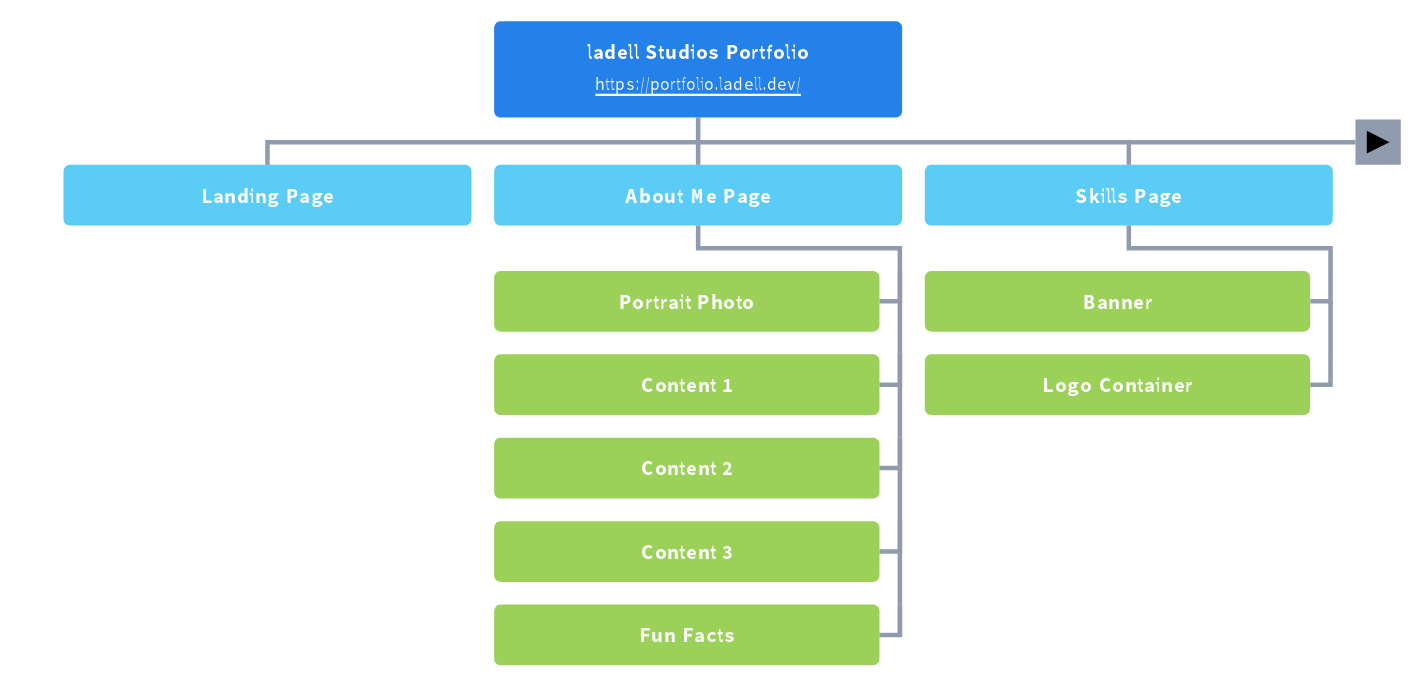 ladell Studios Portfolio
https://portfolio.ladell.dev/
Landing Page
About Me Page
Skills Page
Portrait Photo
Banner
Content 1
Logo Container
Content 2
Content 3
Fun Facts